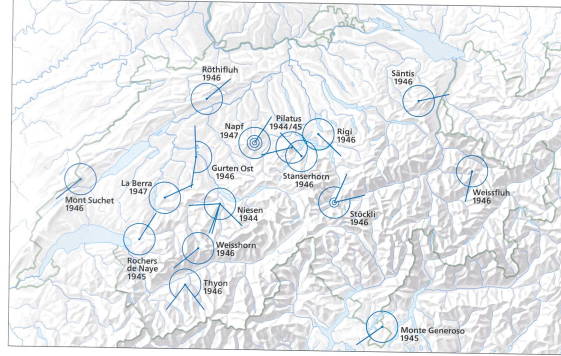 Röthifluh
1946
Säntis
1946
Pilatus
1944/45
Napf
1947
Rigi
1946
Gurten Ost
1946
Stanserhorn
1946
La Berra
1947
Mont Suchet
1946
Weissfluh
1946
Niesen
1944
Stöckli
1946
Weisshorn
1946
Rochers
de Naye
1945
Thyon
1946
Monte Generoso
1945